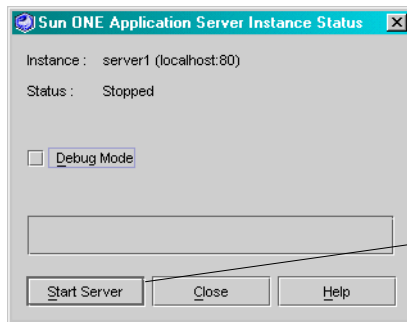 Sun ONE Application Server Instance Status
Instance : server1 (localhost:80)
Status : Stopped
Debug Mode
Start Server Close Help